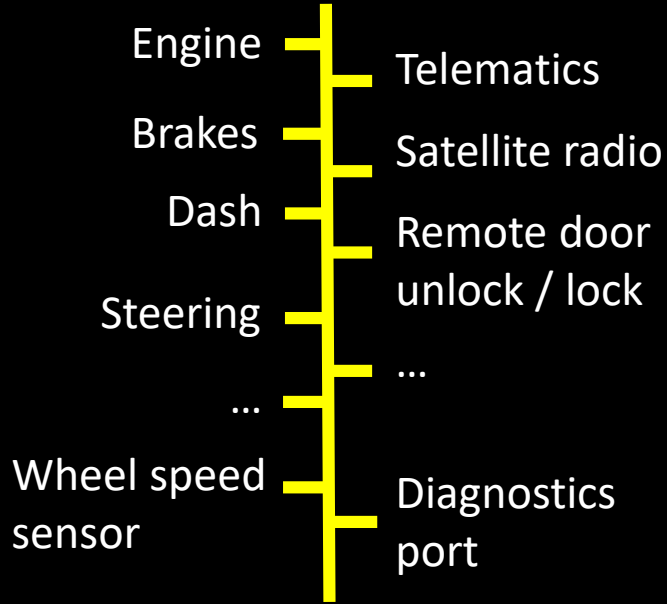 Engine
Telematics
Brakes
Satellite radio
Dash
Remote door
unlock / lock
Steering
...
...
Wheel speed
sensor
Diagnostics
port